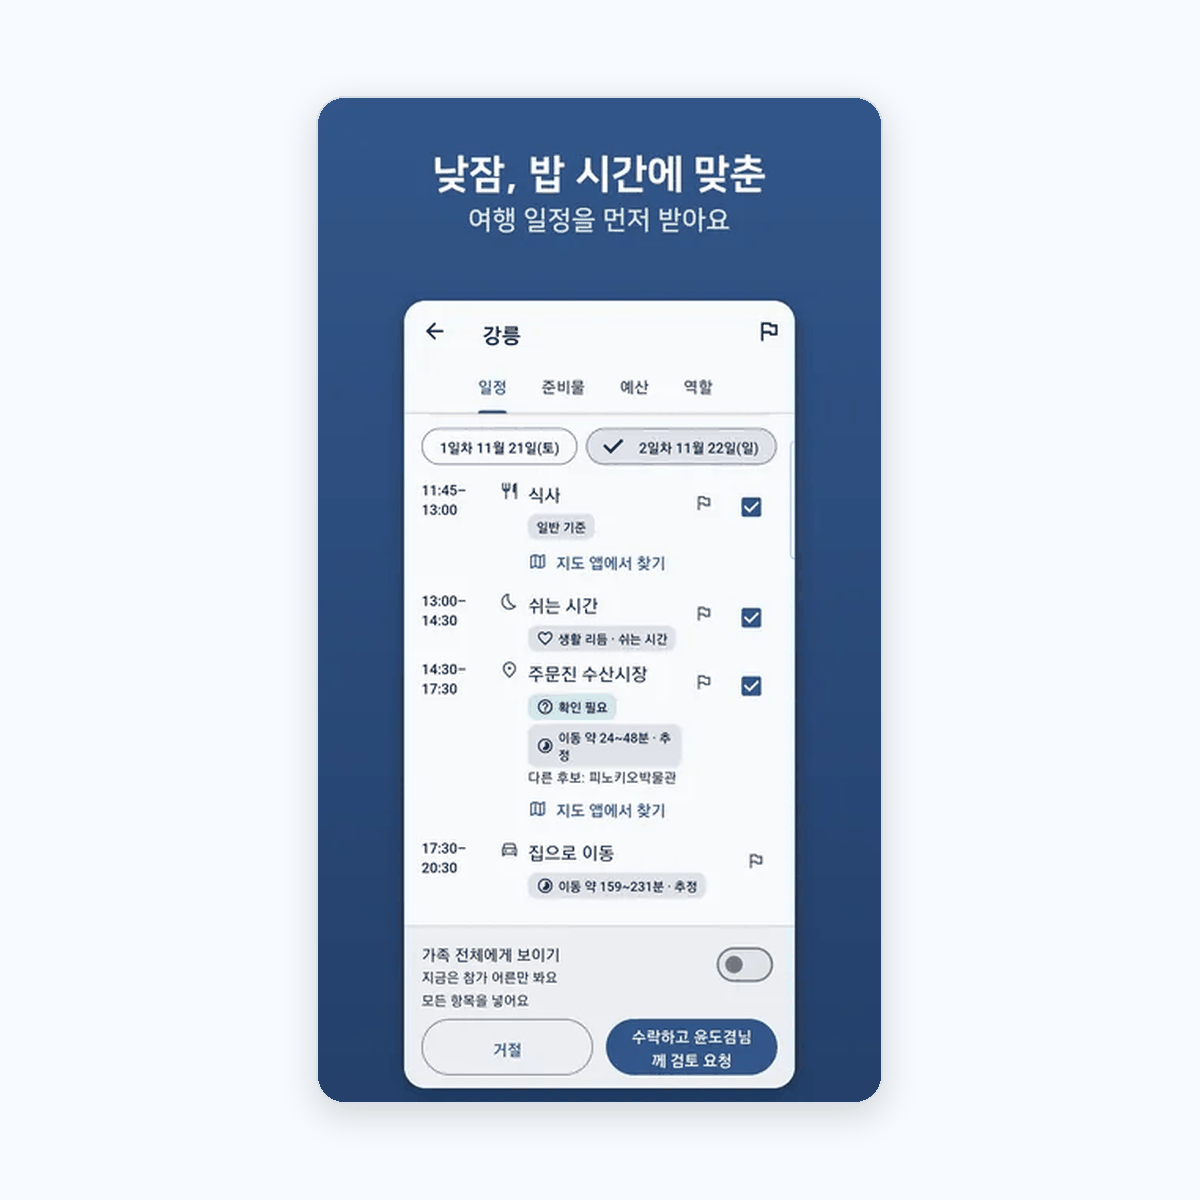 낮잠, 밥 시간에 맞춘
여행 일정을 먼저 받아요
강릉
일정
준비물
예산
역할
1일차 11월 21일(토)
2일차 11월 22일(일)
11:45–
13:00
식사
일반 기준
지도 앱에서 찾기
13:00–
14:30
쉬는 시간
생활 리듬 · 쉬는 시간
14:30–
17:30
주문진 수산시장
확인 필요
이동 약 24~48분 · 추
정
다른 후보: 피노키오박물관
지도 앱에서 찾기
17:30–
20:30
집으로 이동
이동 약 159~231분 · 추정
가족 전체에게 보이기
지금은 참가 어른만 봐요
모든 항목을 넣어요
거절
수락하고 윤도겸님
께 검토 요청